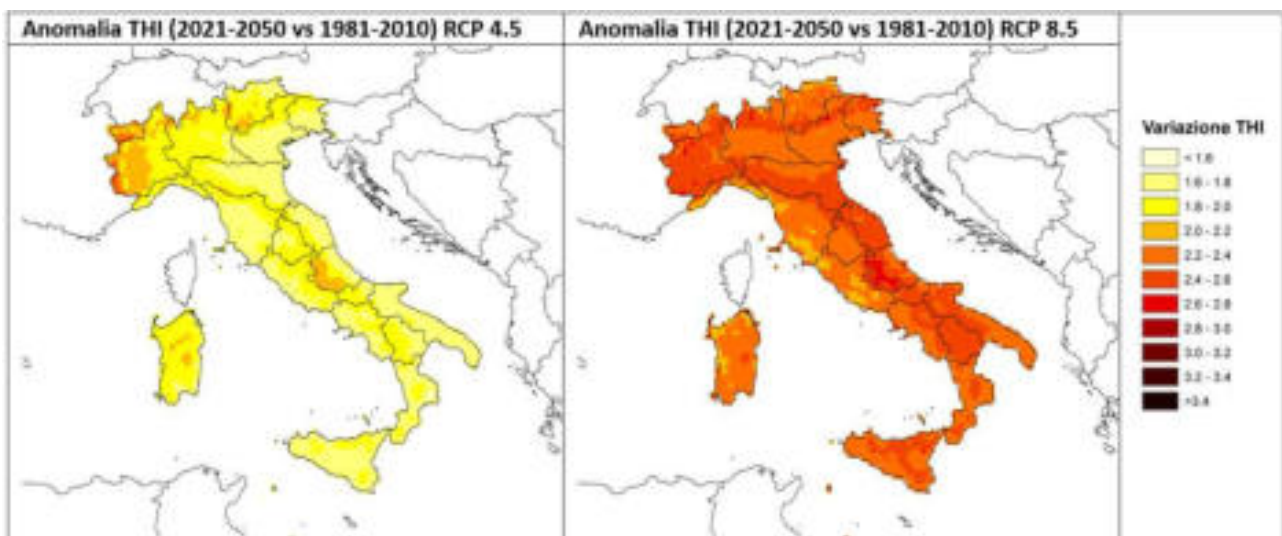 Anomalia THI (2021-2050 vs 1981-2010) RCP 4.5
Anomalia THI (2021-2050 vs 1981-2010) RCP 8.5
Variazione THI
< 1.6
1.6 - 1.8
1.8 - 2.0
2.0 - 2.2
2.2 - 2.4
2.4 - 2.6
2.6 - 2.8
2.8 - 3.0
3.0 - 3.2
3.2 - 3.4
>3.4